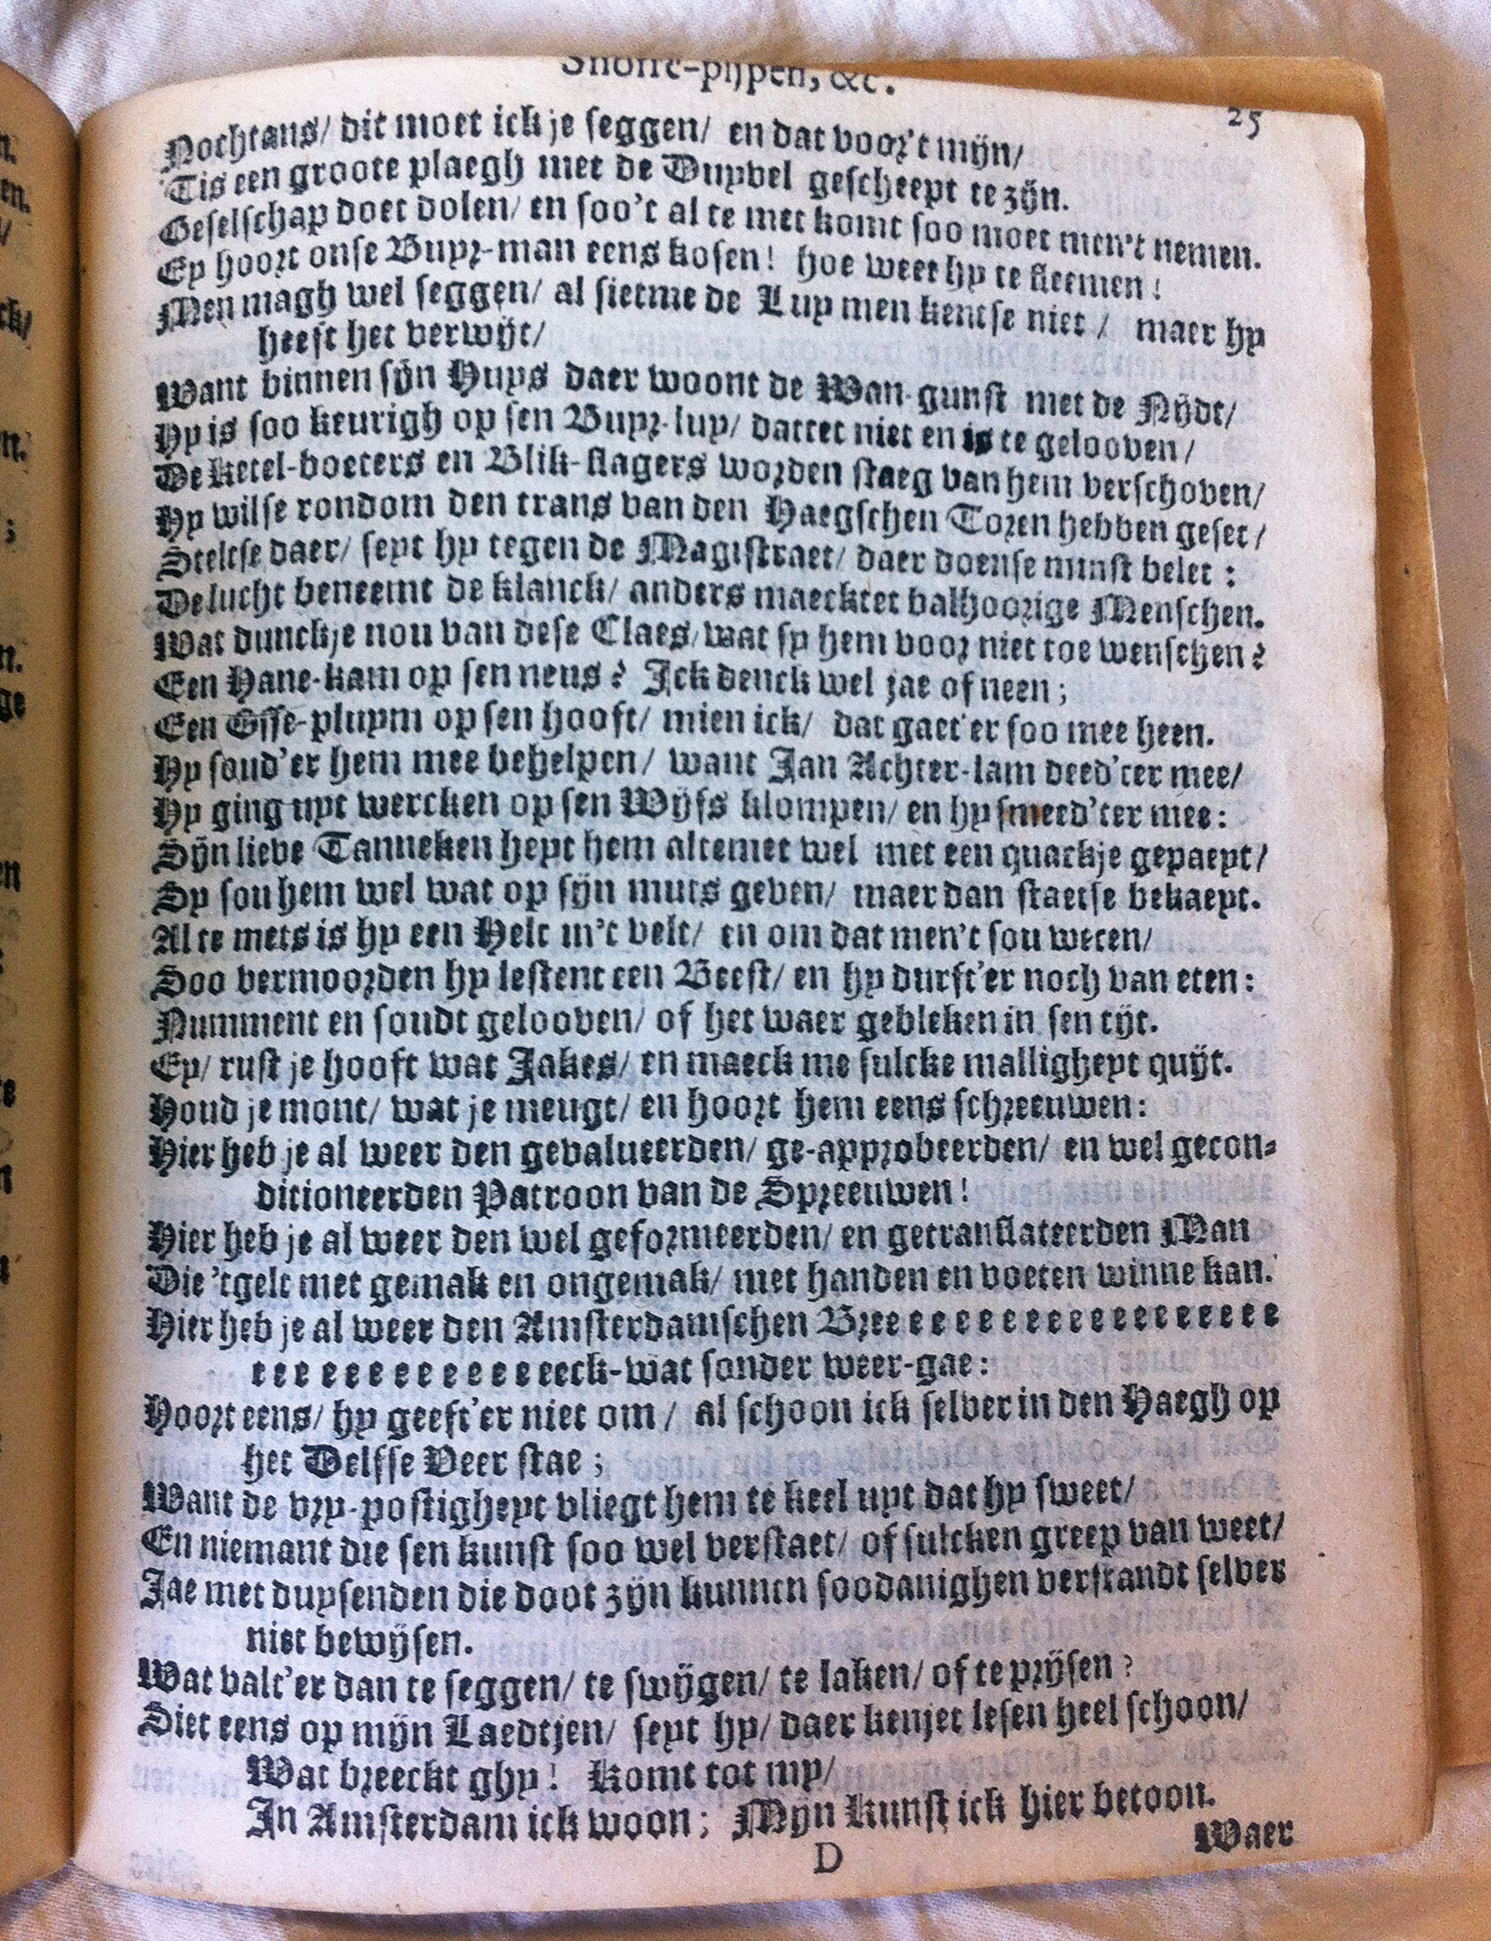 Snorre-pijpen, &c.
25
Nochtans/ dit moet ick je seggen/ en dat voor't mijn/
'Tis een groote plaegh met de Duyvel gescheept te zijn.
Geselschap doet dolen/ en soo't al te met komt soo moet men't nemen.
Ey hoort onse Buyr-man eens kosen! hoe weet hy te fleemen!
Men magh wel seggen/ al sietme de Luy men kentse niet/ maer hy
heeft het verwijt/
Want binnen sijn Huys daer woont de Wan-gunst met de Nijdt/
Hy is soo keurigh op sen Buyr-luy/ dattet niet en is te gelooven/
De ketel-boeters en Blik-slagers worden staeg van hem verschoven/
Hy wilse rondom den trans van den Haegschen Toren hebben geset/
Steltse daer/ seyt hy tegen de Magistraet/ daer doense minst belet:
De lucht beneemt de klanck/ anders maecktet balhoorige Menschen.
Wat dunckje nou van dese Claes/ wat sy hem voor niet toe wenschen?
Een Hane-kam op sen neus? Ick denck wel jae of neen;
Een Gsse-pluym op sen hooft/ mien ick/ dat gaet'er soo mee heen.
Hy soud'er hem mee behelpen/ want Jan Achter-lam deed'ter mee/
Hy ging uyt wercken op sen Wijfs klompen/ en hy smeed'ter mee:
Sijn lieve Tanneken heyt hem altemet wel met een quackje gepaeyt/
Sy sou hem wel wat op sijn muts geven/ maer dan staetse bekaeyt.
Al te mets is hy een Helt in't velt/ en om dat men't sou weten/
Soo vermoorden hy lestent een Beest/ en hy durft'er noch van eten:
Numment en soudt gelooven/ of het waer gebleken in sen tijt.
Ey/ rust je hooft wat Jakes/ en maeck me sulcke malligheyt quijt.
Houd je mont/ wat je meugt/ en hoort hem eens schreeuwen:
Hier heb je al weer den gevalueerden/ ge-approbeerden/ en wel gecon-
ditioneerden Patroon van de Spreeuwen!
Hier heb je al weer den wel geformeerden/ en getranslateerden Man
Die 'tgelt met gemak en ongemak/ met handen en voeten winne kan.
Hier heb je al weer den Amsterdamschen Bree e e e e e e e e e e e e e e e e e
e e e e e e e e e e e e e eeck-wat sonder weer-gae:
Hoort eens/ hy geeft'er niet om/ al schoon ick selver in den Haegh op
het Delfse Veer stae;
Want de vry-postigheyt vliegt hem te keel uyt dat hy sweet/
En niemant die sen kunst soo wel verstaet/ of sulcken greep van weet/
Jae met duysenden die doot zijn kunnen soodanighen verstandt selver
niet bewijsen.
Wat valt'er dan te seggen/ te swijgen/ te laken/ of te prijsen?
Siet eens op mijn Laedtjen/ seyt hy/ daer kenjet lesen heel schoon/
Wat breeckt ghy! Komt tot my/
In Amsterdam ick woon; Mijn kunst ick hier betoon.
D
Waer